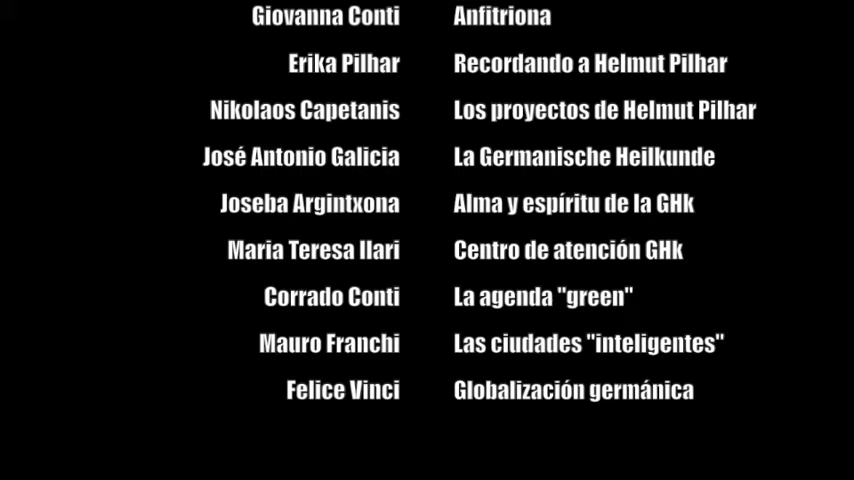 Giovanna Conti Anfitriona
Erika Pilhar Recordando a Helmut Pilhar
Nikolaos Capetanis Los proyectos de Helmut Pilhar
José Antonio Galicia La Germanische Heilkunde
Joseba Argintxona Alma y espíritu de la GHk
Maria Teresa Ilari Centro de atención GHk
Corrado Conti La agenda "green"
Mauro Franchi Las ciudades "inteligentes"
Felice Vinci Globalización germánica